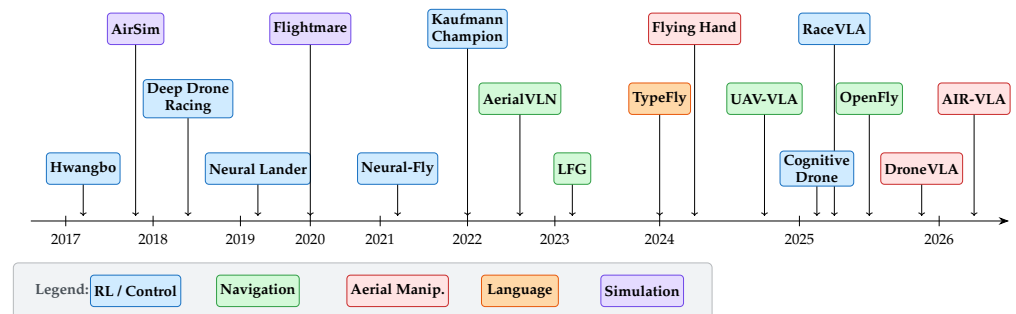 AirSim
Flightmare
Kaufmann
Champion
Flying Hand
RaceVLA
Deep Drone
Racing
AerialVLN
TypeFly
UAV-VLA
OpenFly
AIR-VLA
Hwangbo
Neural Lander
Neural-Fly
LFG
Cognitive
Drone
DroneVLA
2017 2018 2019 2020 2021 2022 2023 2024 2025 2026
Legend: RL / Control Navigation Aerial Manip. Language Simulation